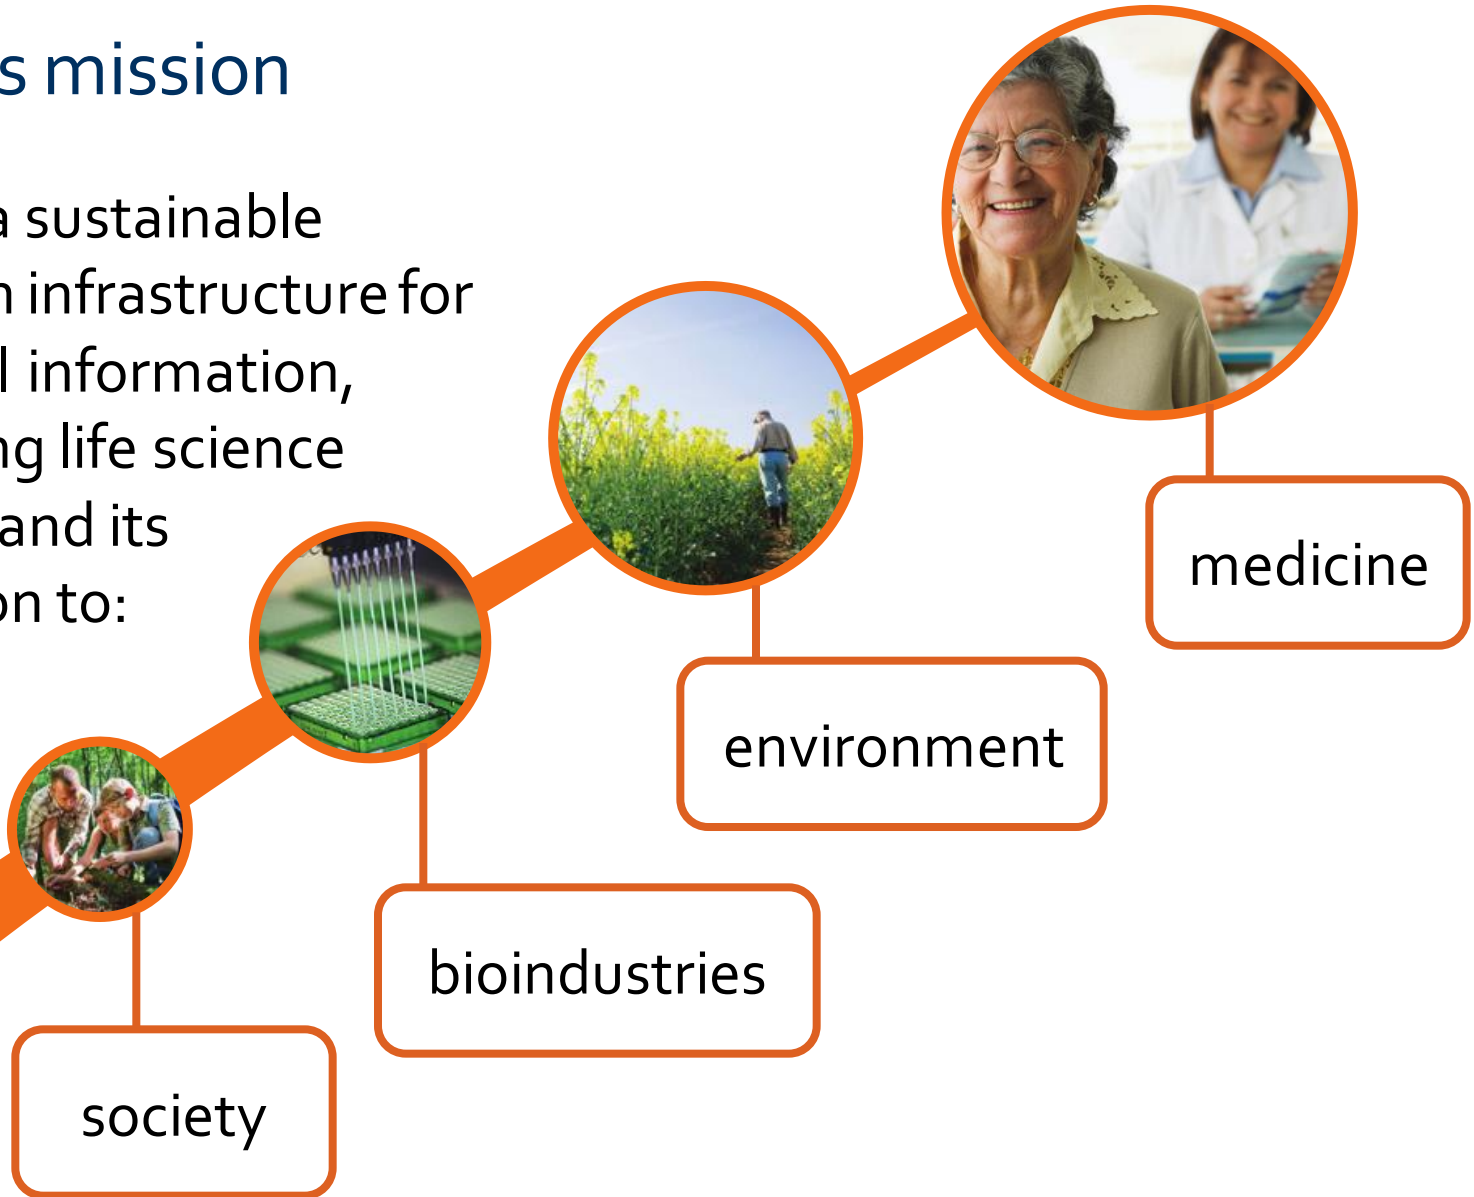 s mission
a sustainable
n infrastructure for
l information,
ng life science
and its
on to:
medicine
environment
bioindustries
society